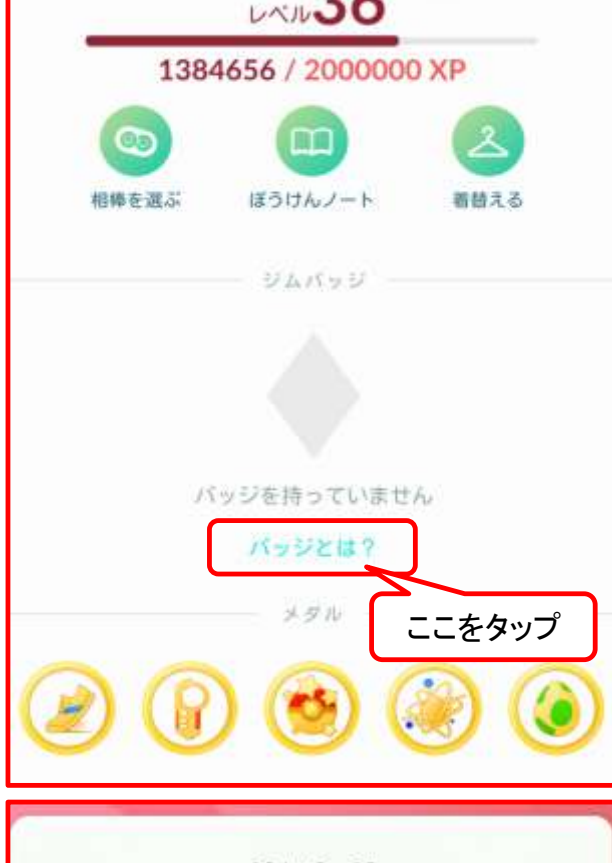 レベル36
1384656 / 2000000 XP
相棒を選ぶ
ぼうけんノート
着替える
ジムバッジ
バッジを持っていません
バッジとは？
メダル
ここをタップ